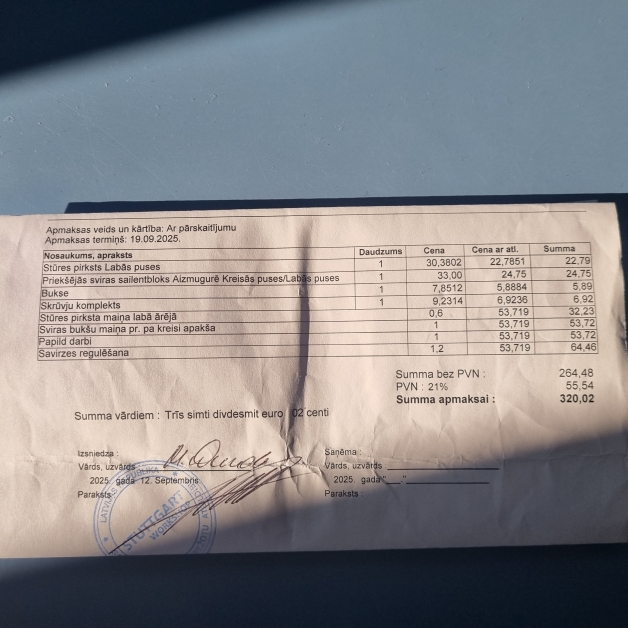 Apmaksas veids un kārtība: Ar pārskaitījumu
Apmaksas termiņš: 19.09.2025.
Nosaukums, apraksts Daudzums Cena Cena ar atl. Summa
Stūres pirksts Labās puses 1 30,3802 22,7851 22,79
Priekšējās sviras sailentbloks Aizmugurē Kreisās puses/Labās puses 1 33,00 24,75 24,75
Bukse 1 7,8512 5,8884 5,89
Skrūvju komplekts 1 9,2314 6,9236 6,92
Stūres pirksta maiņa labā ārējā 0,6 53,719 32,23
Sviras bukšu maiņa pr. pa kreisi apakša 1 53,719 53,72
Papild darbi 1 53,719 53,72
Savirzes regulēšana 1,2 53,719 64,46
Summa bez PVN : 264,48
PVN : 21% 55,54
Summa apmaksai : 320,02
Summa vārdiem : Trīs simti divdesmit euro 02 centi
Izsniedza : Saņēma :
Vārds, uzvārds Vārds, uzvārds
2025. gada 12. Septembris 2025. gada"__"
Paraksts Paraksts
STUTTGART
WORKSHOP